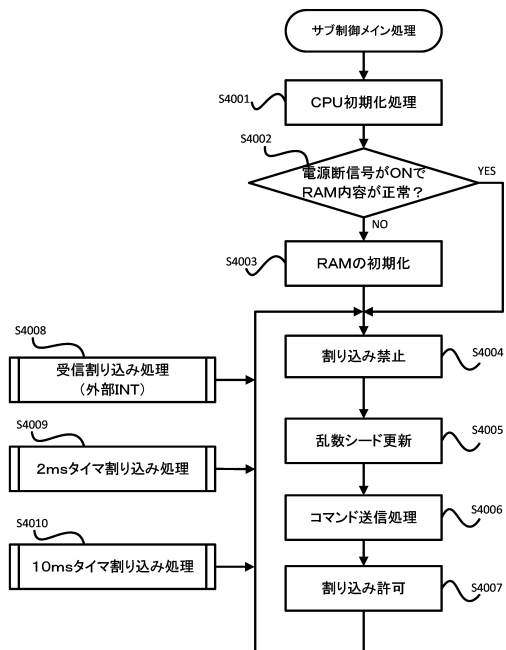 サブ制御メイン処理
S4001
CPU初期化処理
S4002
電源断信号がONで
RAM内容が正常？
YES
NO
S4003
RAMの初期化
S4008
受信割り込み処理
（外部INT）
割り込み禁止
S4004
S4009
2msタイマ割り込み処理
乱数シード更新
S4005
S4010
10msタイマ割り込み処理
コマンド送信処理
S4006
割り込み許可
S4007